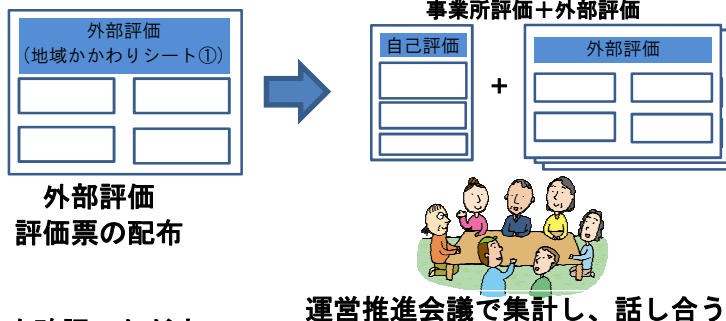 外部評価
(地域かかわりシート①)
外部評価
評価票の配布
事業所評価＋外部評価
自己評価
+
外部評価
運営推進会議で集計し、話し合う